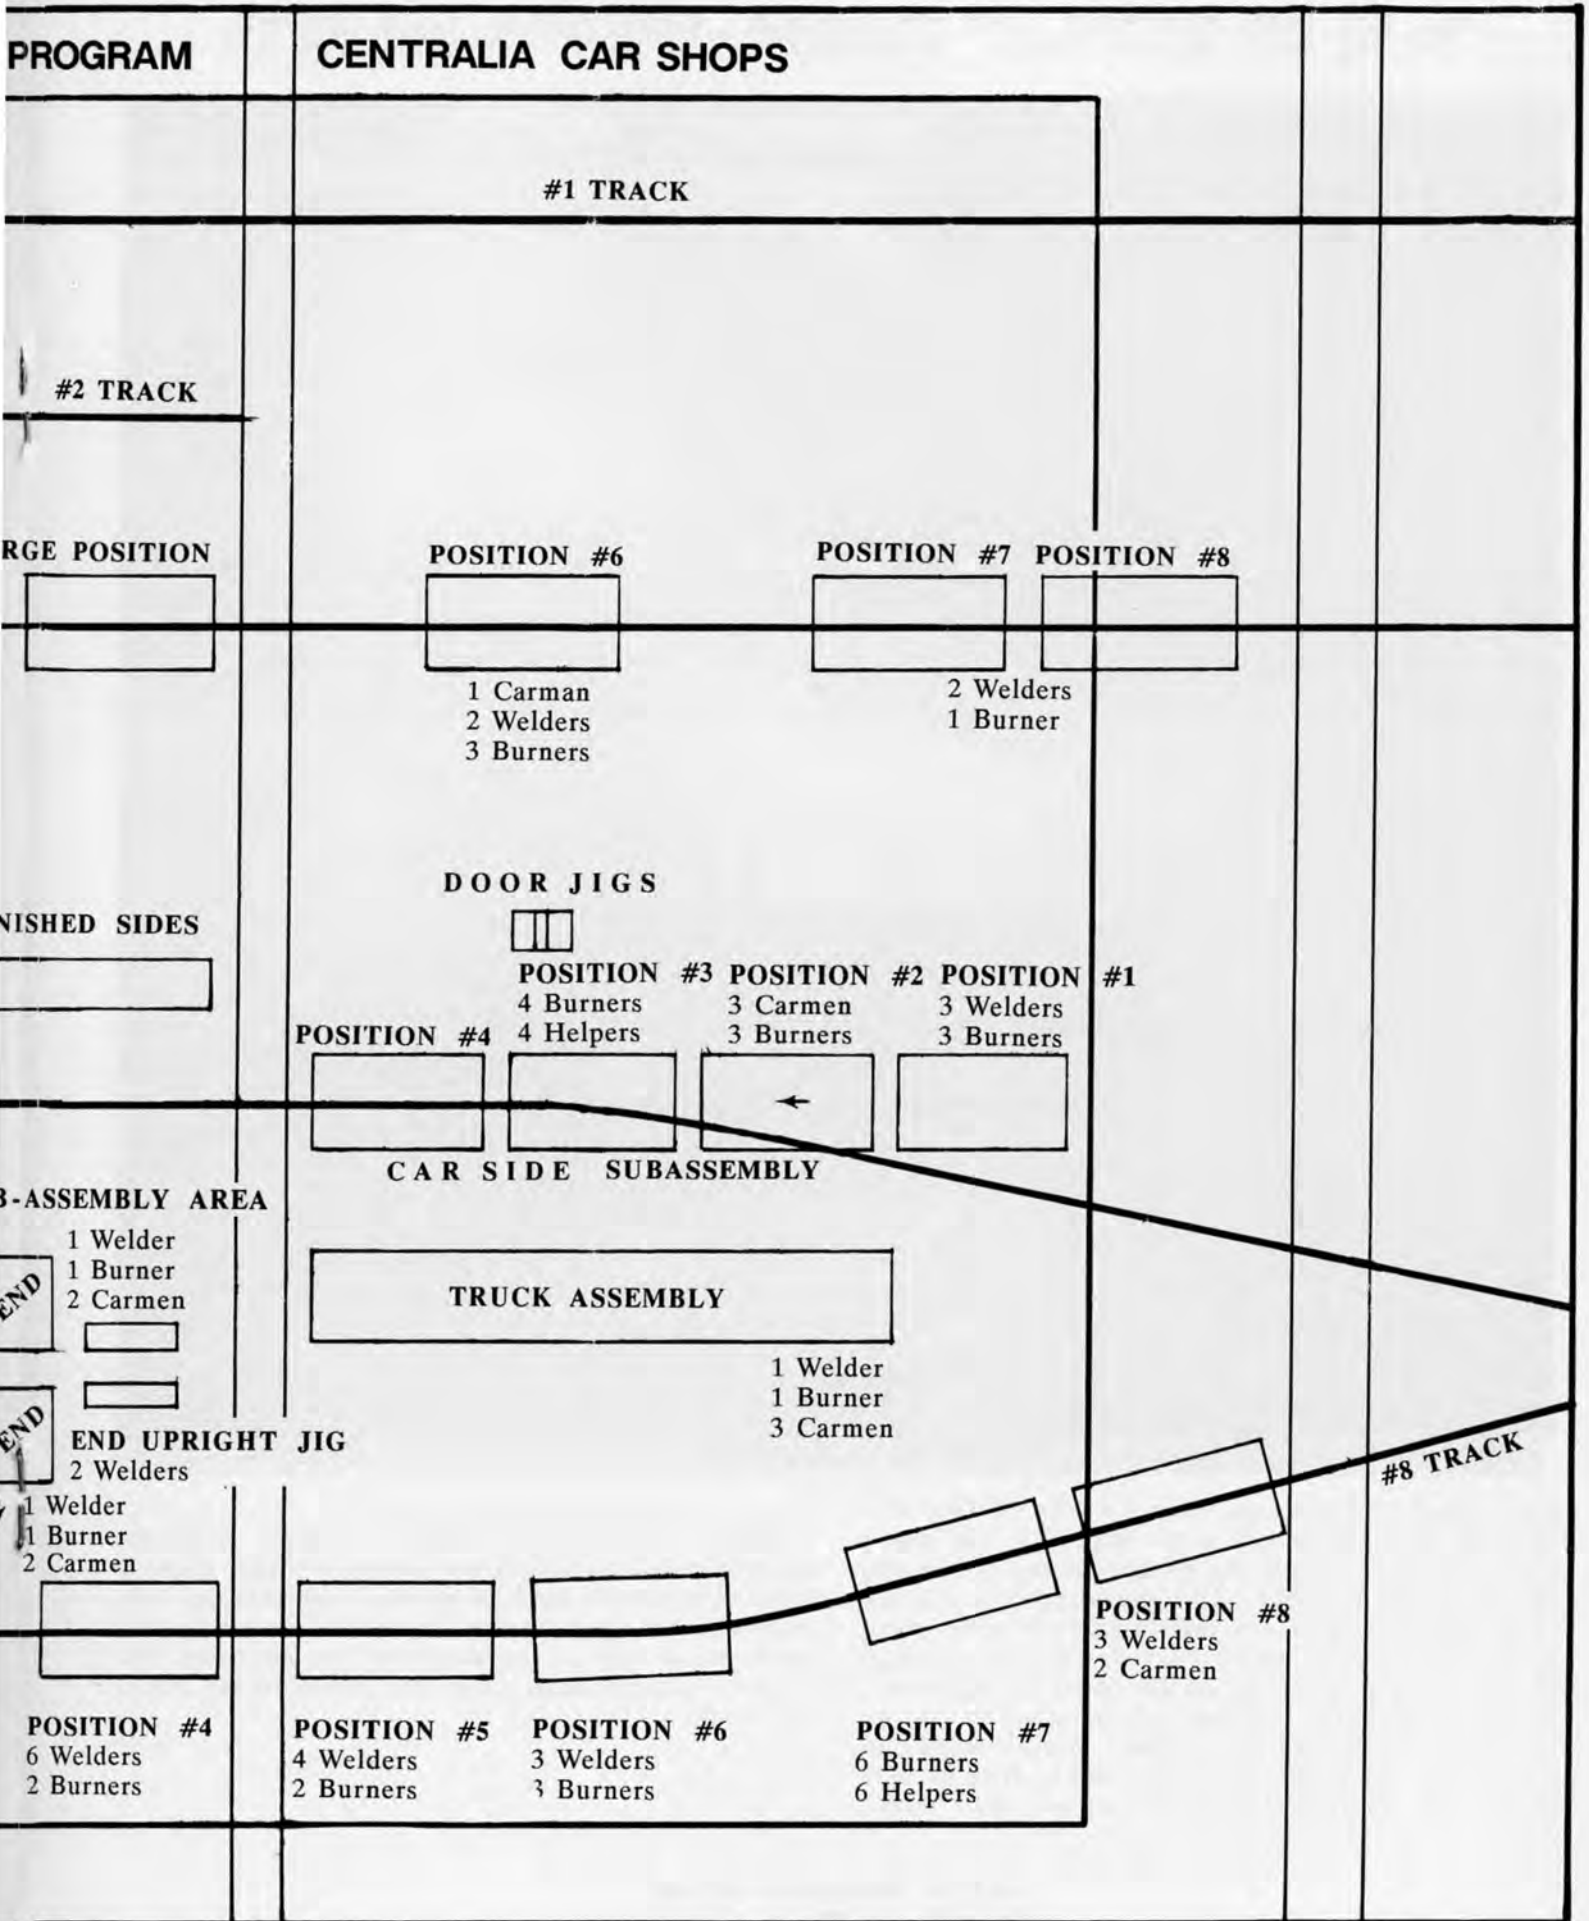 PROGRAM
CENTRALIA CAR SHOPS
#1 TRACK
#2 TRACK
RGE POSITION
POSITION #6
1 Carman
2 Welders
3 Burners
POSITION #7
POSITION #8
2 Welders
1 Burner
DOOR JIGS
NISHED SIDES
POSITION #4
POSITION #3
4 Burners
4 Helpers
POSITION #2
3 Carmen
3 Burners
POSITION #1
3 Welders
3 Burners
CAR SIDE SUBASSEMBLY
B-ASSEMBLY AREA
1 Welder
1 Burner
2 Carmen
END
TRUCK ASSEMBLY
1 Welder
1 Burner
3 Carmen
END
END UPRIGHT JIG
2 Welders
1 Welder
1 Burner
2 Carmen
#8 TRACK
POSITION #8
3 Welders
2 Carmen
POSITION #4
6 Welders
2 Burners
POSITION #5
4 Welders
2 Burners
POSITION #6
3 Welders
3 Burners
POSITION #7
6 Burners
6 Helpers